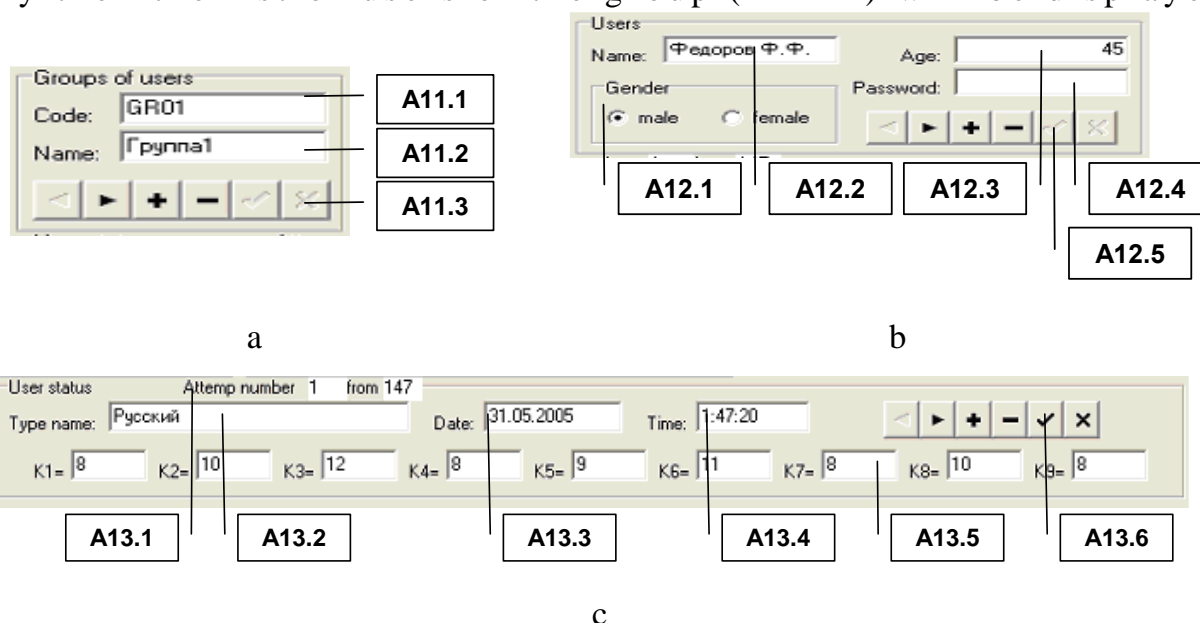 Groups of users
Code: GR01
Name: Группа1
A11.1
A11.2
A11.3
a
Users
Name: Федоров Ф.Ф.
Age: 45
Gender
male female
Password:
A12.1 A12.2 A12.3 A12.4
A12.5
b
User status Attemp number 1 from 147
Type name: Русский Date: 31.05.2005 Time: 1:47:20
K1= 8 K2= 10 K3= 12 K4= 8 K5= 9 K6= 11 K7= 8 K8= 10 K9= 8
A13.1 A13.2 A13.3 A13.4 A13.5 A13.6
c